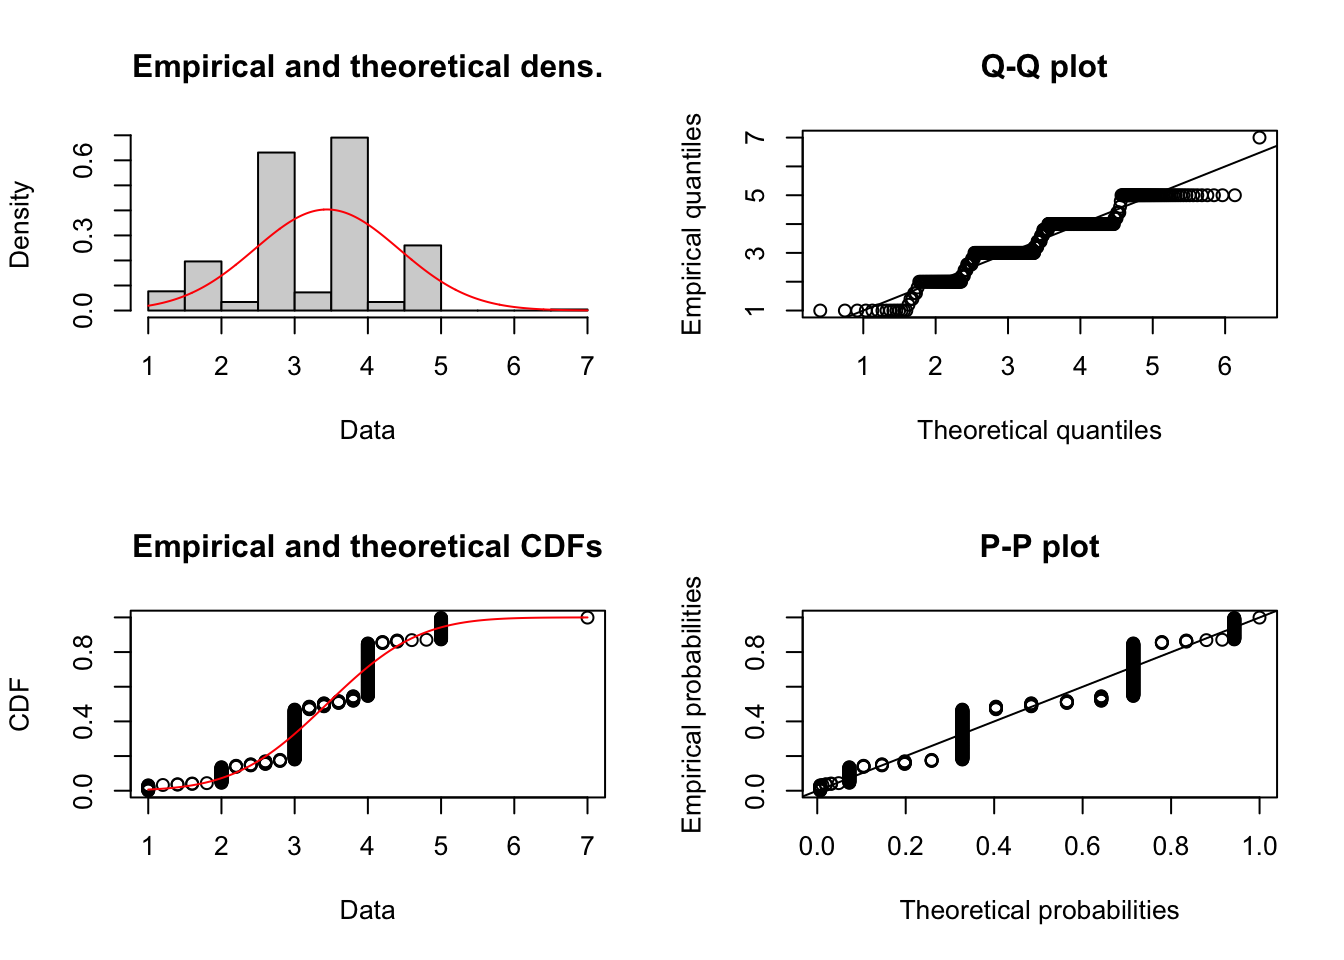 Empirical and theoretical dens.
Density
0.0 0.3 0.6
1 2 3 4 5 6 7
Data
Q-Q plot
Empirical quantiles
1 3 5 7
1 2 3 4 5 6
Theoretical quantiles
Empirical and theoretical CDFs
CDF
0.0 0.4 0.8
1 2 3 4 5 6 7
Data
P-P plot
Empirical probabilities
0.0 0.4 0.8
0.0 0.2 0.4 0.6 0.8 1.0
Theoretical probabilities